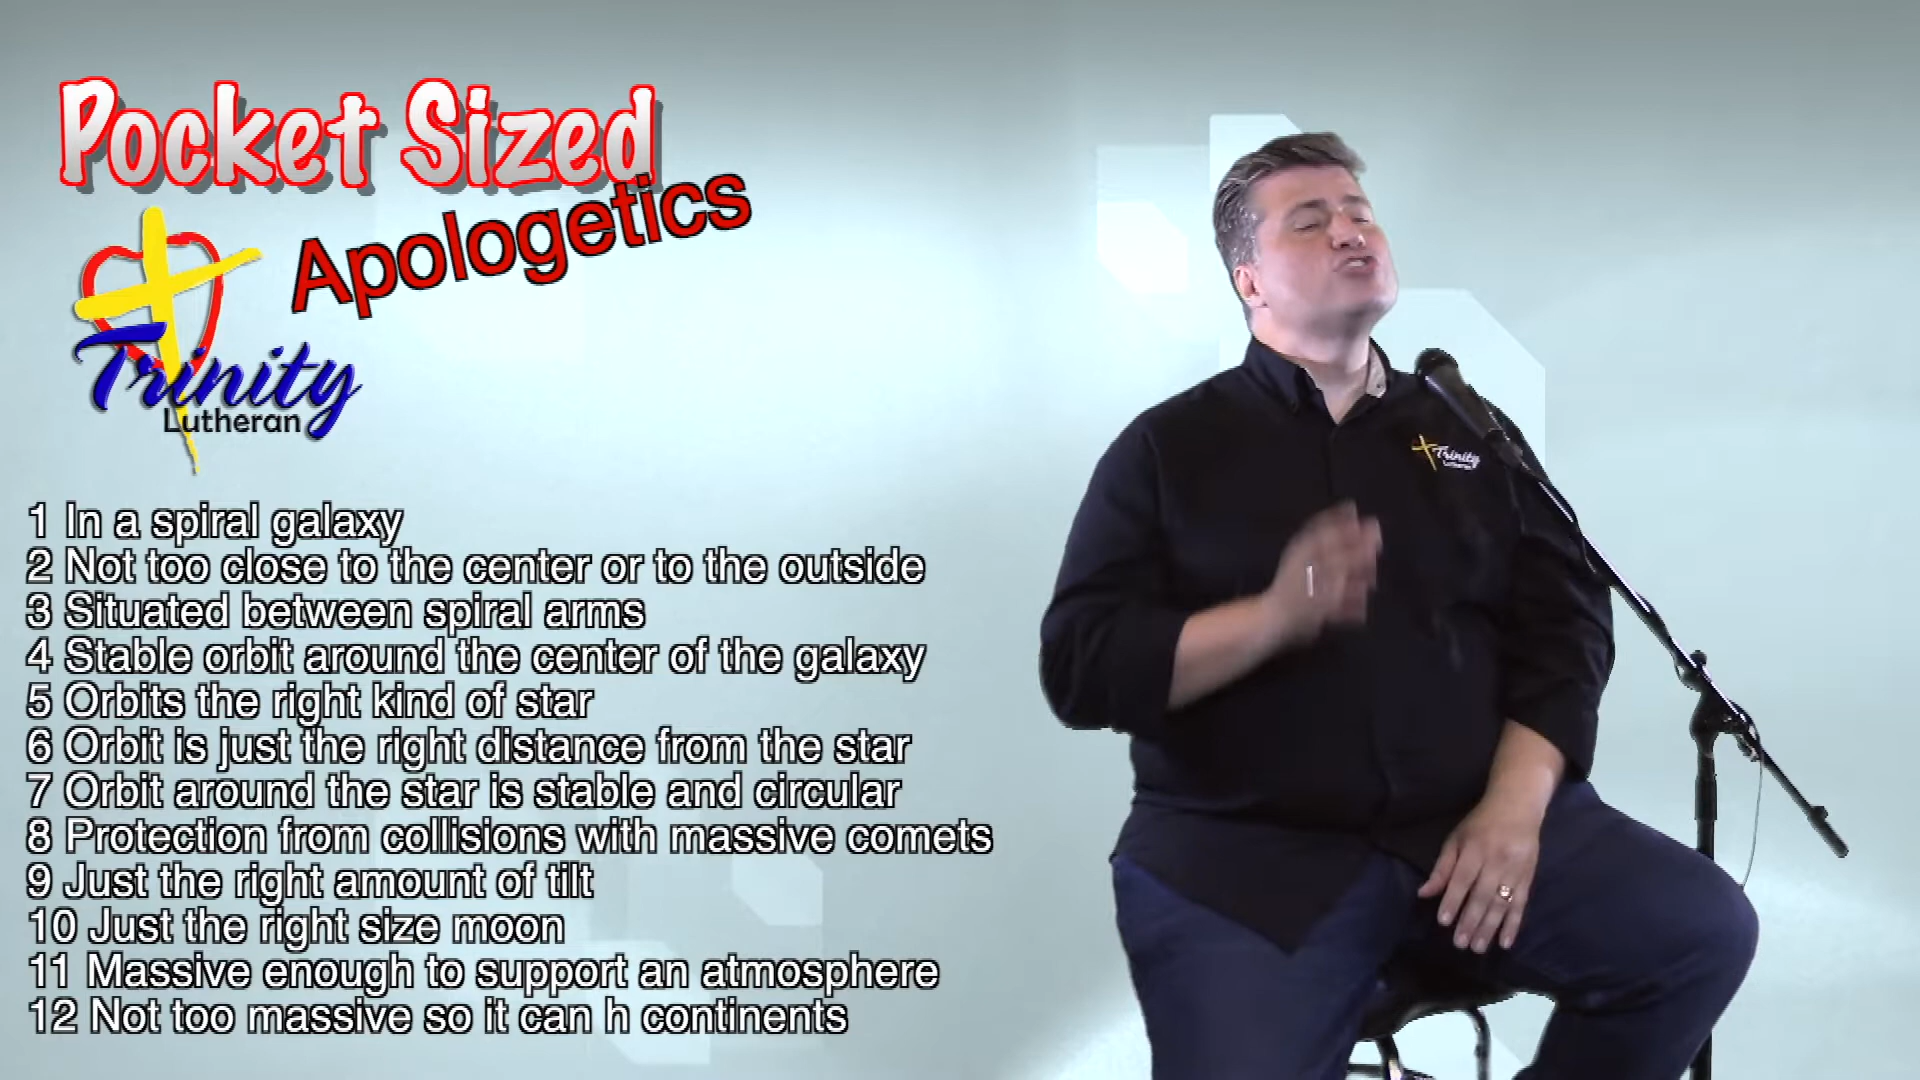 Pocket Sized
Apologetics
Trinity
Lutheran
Trinity
Lutheran
1 In a spiral galaxy
2 Not too close to the center or to the outside
3 Situated between spiral arms
4 Stable orbit around the center of the galaxy
5 Orbits the right kind of star
6 Orbit is just the right distance from the star
7 Orbit around the star is stable and circular
8 Protection from collisions with massive comets
9 Just the right amount of tilt
10 Just the right size moon
11 Massive enough to support an atmosphere
12 Not too massive so it can h continents